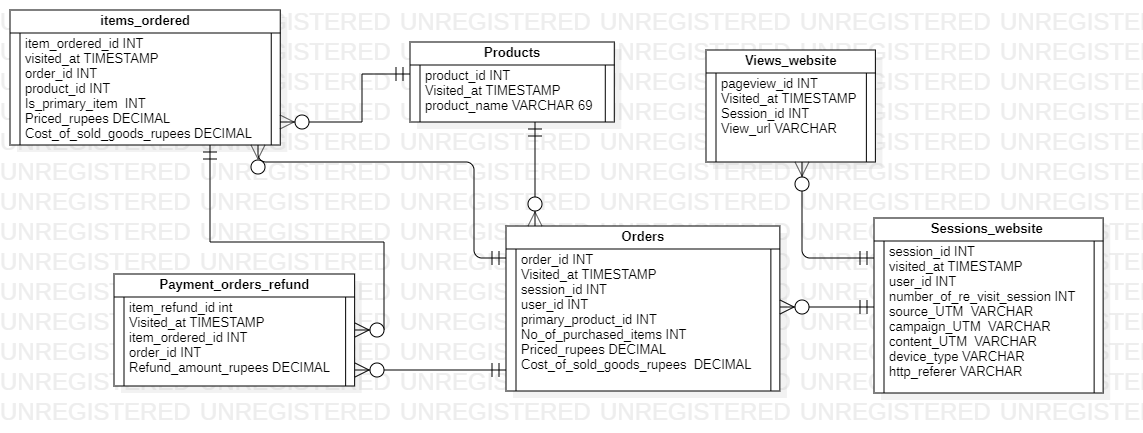 items_ordered
item_ordered_id INT
visited_at TIMESTAMP
order_id INT
product_id INT
Is_primary_item  INT
Priced_rupees DECIMAL
Cost_of_sold_goods_rupees DECIMAL
Products
product_id INT
Visited_at TIMESTAMP
product_name VARCHAR 69
Views_website
pageview_id INT
Visited_at TIMESTAMP
Session_id INT
View_url VARCHAR
Orders
order_id INT
Visited_at TIMESTAMP
session_id INT
user_id INT
primary_product_id INT
No_of_purchased_items INT
Priced_rupees DECIMAL
Cost_of_sold_goods_rupees  DECIMAL
Sessions_website
session_id INT
visited_at TIMESTAMP
user_id INT
number_of_re_visit_session INT
source_UTM  VARCHAR
campaign_UTM  VARCHAR
content_UTM  VARCHAR
device_type VARCHAR
http_referer VARCHAR
Payment_orders_refund
item_refund_id int
Visited_at TIMESTAMP
item_ordered_id INT
order_id INT
Refund_amount_rupees DECIMAL
UNREGISTERED UNREGISTERED UNREGISTERED UNREGISTERED UNREGISTERED UNREGISTERED